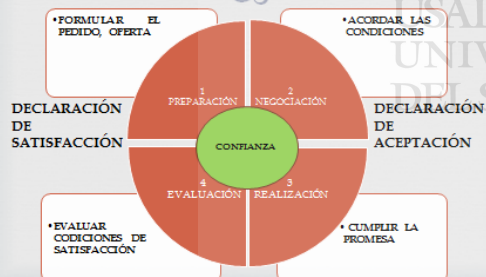 •FORMULAR EL
PEDIDO, OFERTA
•ACORDAR LAS
CONDICIONES
USAL
UNIV
DEL S
1
PREPARACIÓN
2
NEGOCIACIÓN
DECLARACIÓN
DE
SATISFACCIÓN
CONFIANZA
DECLARACIÓN
DE
ACEPTACIÓN
4
EVALUACIÓN
3
REALIZACIÓN
•EVALUAR
CODICIONES DE
SATISFACCIÓN
• CUMPLIR LA
PROMESA